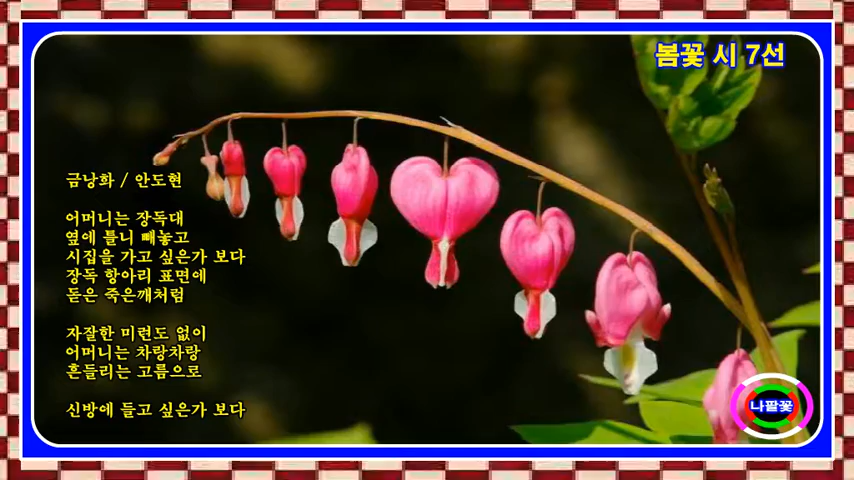 봄꽃 시 7선
금낭화 / 안도현
어머니는 장독대
옆에 틀니 빼놓고
시집을 가고 싶은가 보다
장독 항아리 표면에
돋은 죽은깨처럼
자잘한 미련도 없이
어머니는 차랑차랑
흔들리는 고름으로
신방에 들고 싶은가 보다
나팔꽃